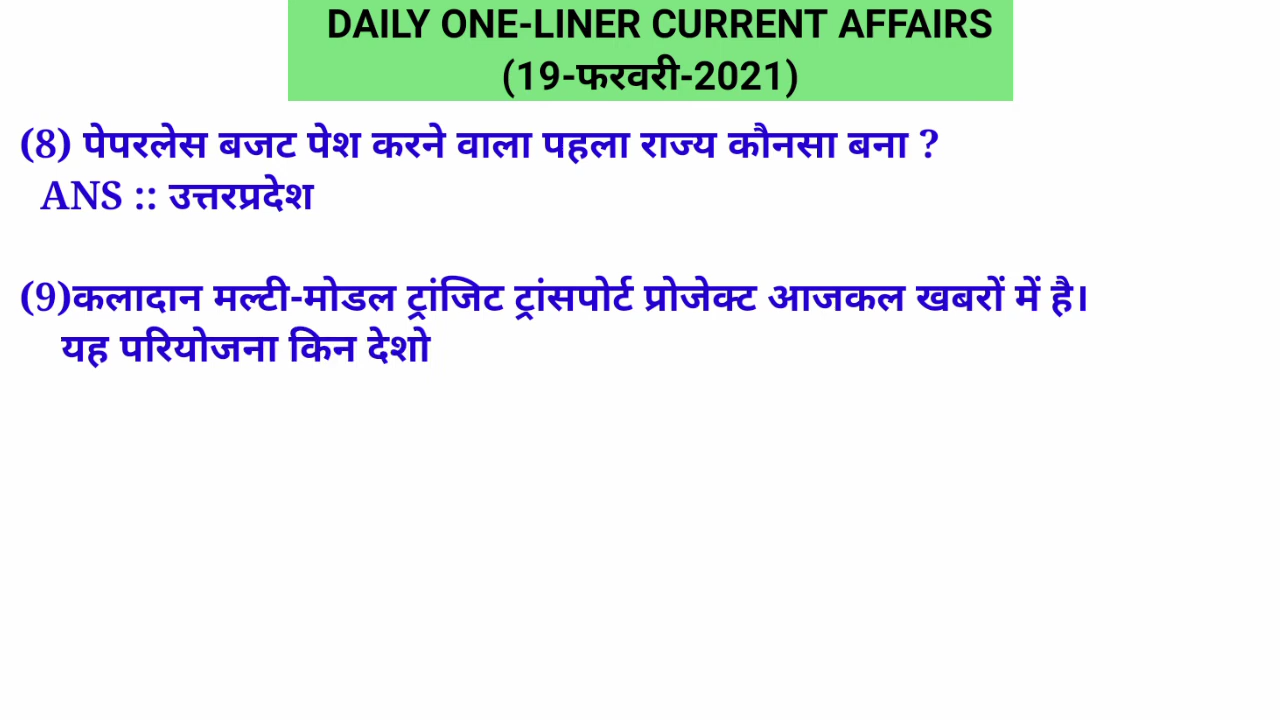 DAILY ONE-LINER CURRENT AFFAIRS
(19-फरवरी-2021)
(8) पेपरलेस बजट पेश करने वाला पहला राज्य कौनसा बना ?
ANS :: उत्तरप्रदेश
(9)कलादान मल्टी-मोडल ट्रांजिट ट्रांसपोर्ट प्रोजेक्ट आजकल खबरों में है।
यह परियोजना किन देशो